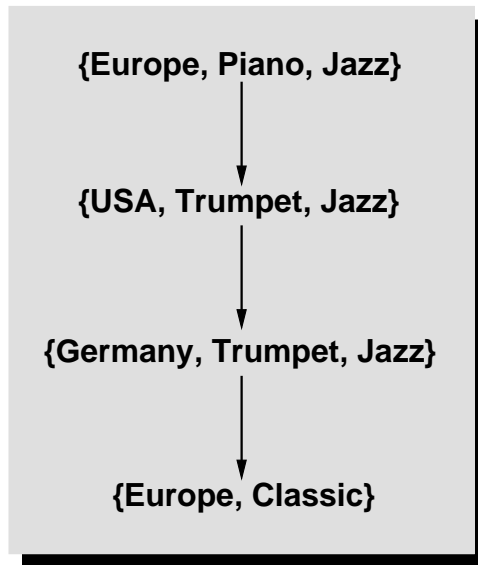 {Europe, Piano, Jazz}
{USA, Trumpet, Jazz}
{Germany, Trumpet, Jazz}
{Europe, Classic}